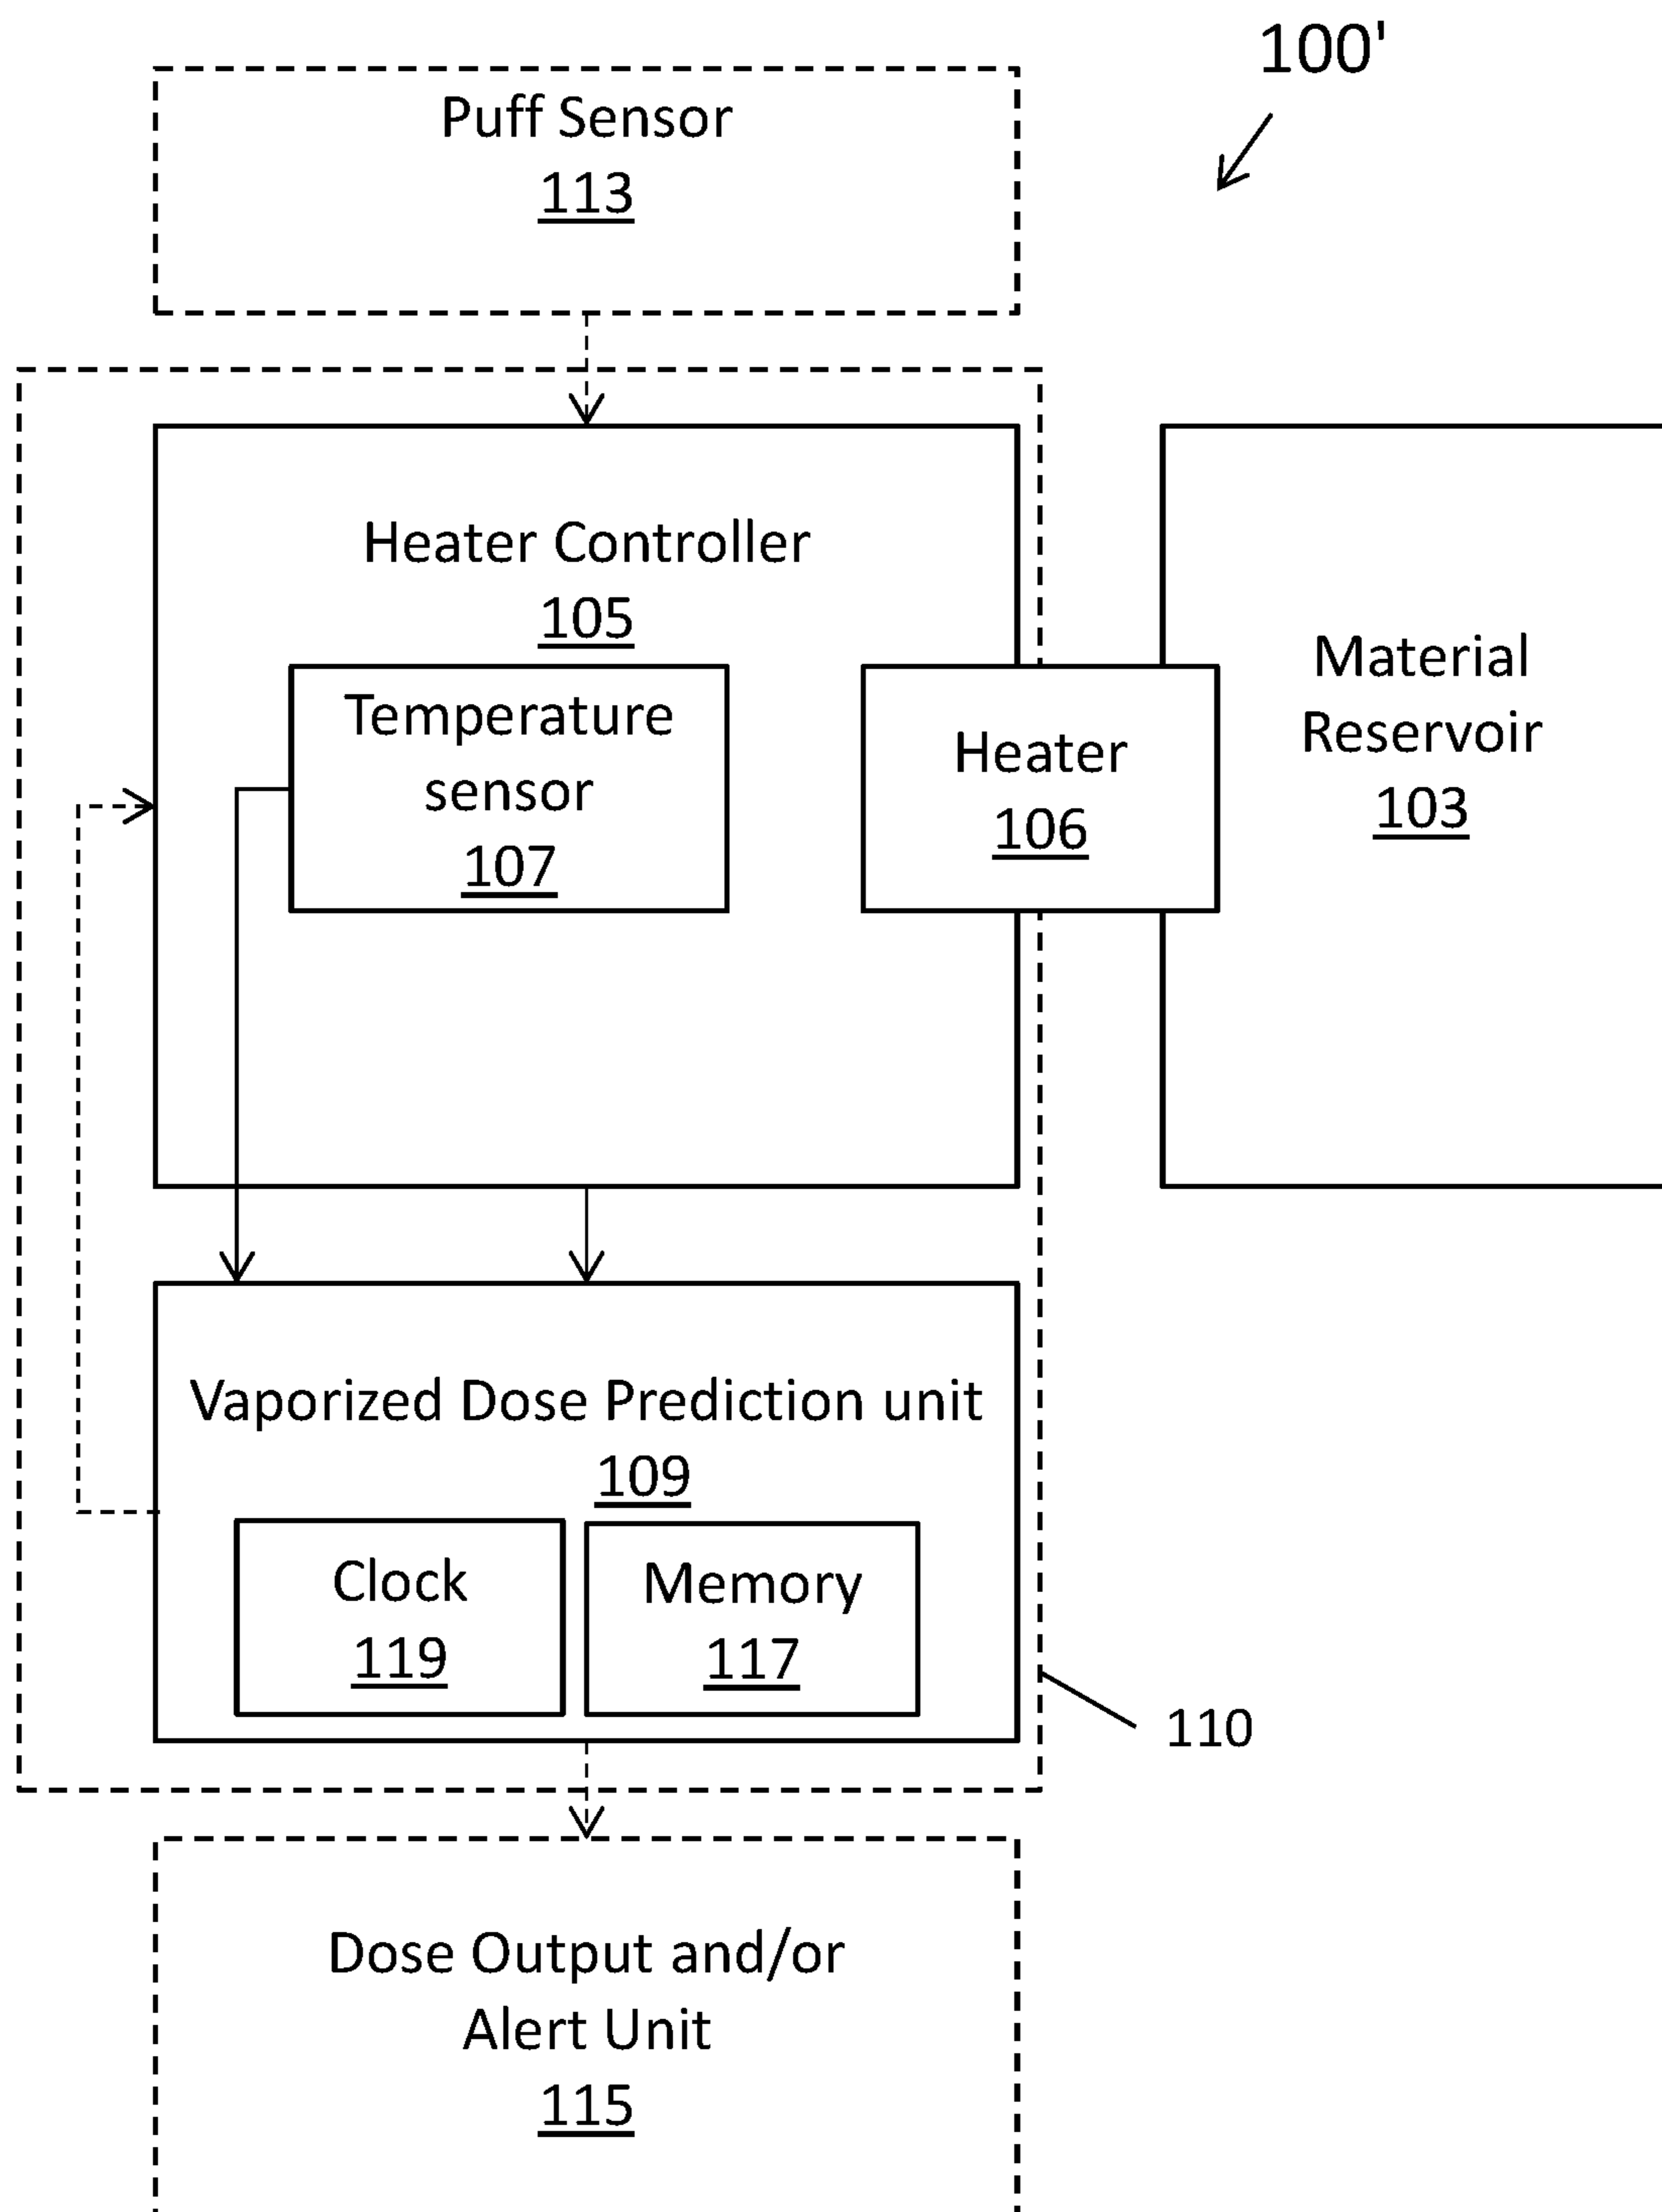 100'
Puff Sensor
113
Heater Controller
105
Temperature
sensor
107
Heater
106
Material
Reservoir
103
Vaporized Dose Prediction unit
109
Clock
119
Memory
117
110
Dose Output and/or
Alert Unit
115